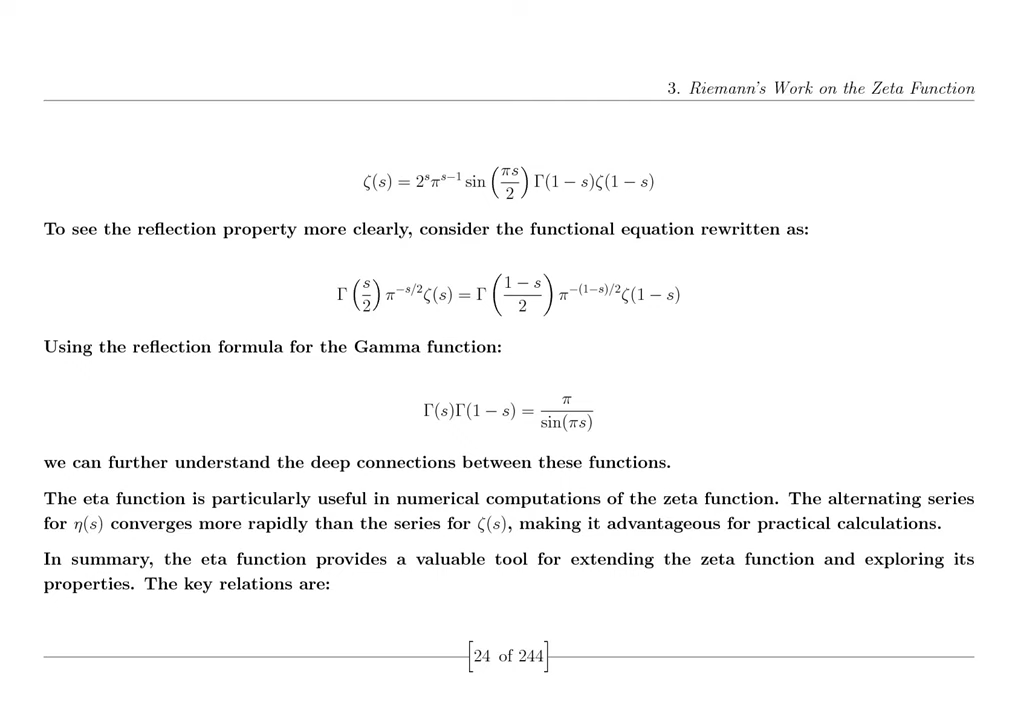 3. Riemann's Work on the Zeta Function
ζ(s) = 2^s π^{s−1} sin(πs/2) Γ(1 − s)ζ(1 − s)
To see the reflection property more clearly, consider the functional equation rewritten as:
Γ(s/2) π^{−s/2} ζ(s) = Γ((1 − s)/2) π^{−(1−s)/2} ζ(1 − s)
Using the reflection formula for the Gamma function:
Γ(s)Γ(1 − s) = π/sin(πs)
we can further understand the deep connections between these functions.
The eta function is particularly useful in numerical computations of the zeta function. The alternating series
for η(s) converges more rapidly than the series for ζ(s), making it advantageous for practical calculations.
In summary, the eta function provides a valuable tool for extending the zeta function and exploring its
properties. The key relations are:
[24 of 244]